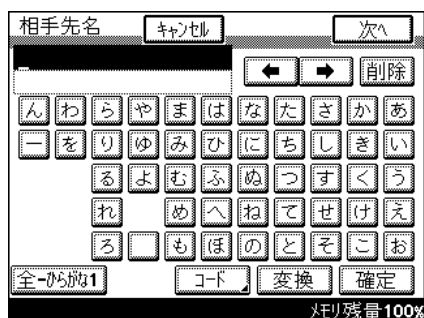 相手先名 キャンセル 次へ
← → 削除
ん わ ら や ま は な た さ か あ
ー を り ゆ み ひ に ち し き い
る よ む ふ ぬ つ す く う
れ め へ ね て せ け え
ろ も ほ の と そ こ お
全-ひらがな1 コード 変換 確定
メモリ残量100%